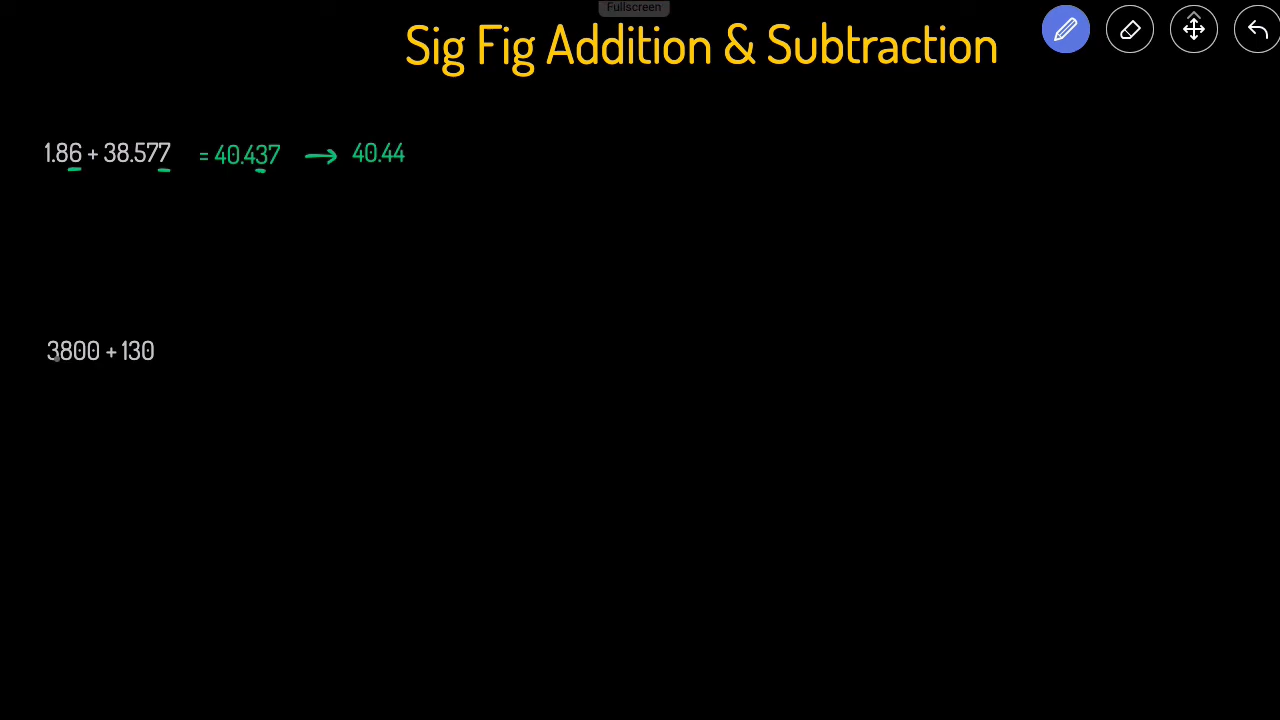 Fullscreen
Sig Fig Addition & Subtraction
1.86 + 38.577 = 40.437 → 40.44
3800 + 130